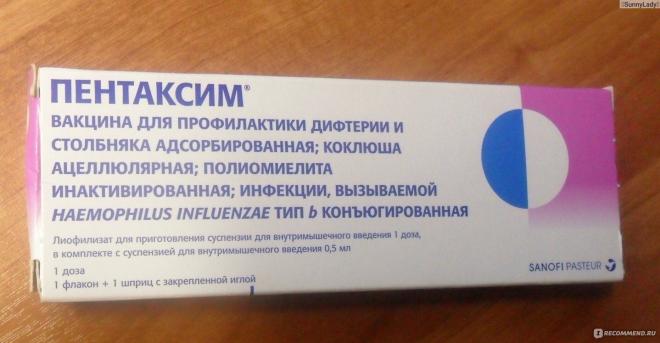 SunnyLady
ПЕНТАКСИМ®
ВАКЦИНА ДЛЯ ПРОФИЛАКТИКИ ДИФТЕРИИ И
СТОЛБНЯКА АДСОРБИРОВАННАЯ; КОКЛЮША
АЦЕЛЛЮЛЯРНАЯ; ПОЛИОМИЕЛИТА
ИНАКТИВИРОВАННАЯ; ИНФЕКЦИИ, ВЫЗЫВАЕМОЙ
HAEMOPHILUS INFLUENZAE ТИП b КОНЪЮГИРОВАННАЯ
Лиофилизат для приготовления суспензии для внутримышечного введения 1 доза,
в комплекте с суспензией для внутримышечного введения 0,5 мл
1 доза
1 флакон + 1 шприц с закрепленной иглой
SANOFI PASTEUR
IRECOMMEND.RU